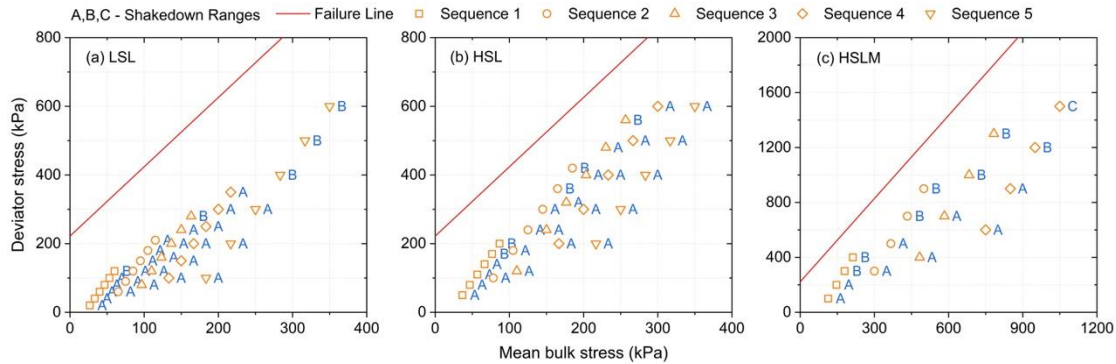 A,B,C - Shakedown Ranges Failure Line Sequence 1 Sequence 2 Sequence 3 Sequence 4 Sequence 5
(a) LSL
(b) HSL
(c) HSLM
Deviator stress (kPa)
800
600
400
200
0
0 100 200 300 400
800
600
400
200
0
0 100 200 300 400
2000
1600
1200
800
400
0
0 300 600 900 1200
Mean bulk stress (kPa)
B
B
B
A
A
A
A
A
A
A
B
A
A
B
A
A
A
A
A
B
B
C
B
B
A
A
B
B
A
A
A
B
B
A
A
A